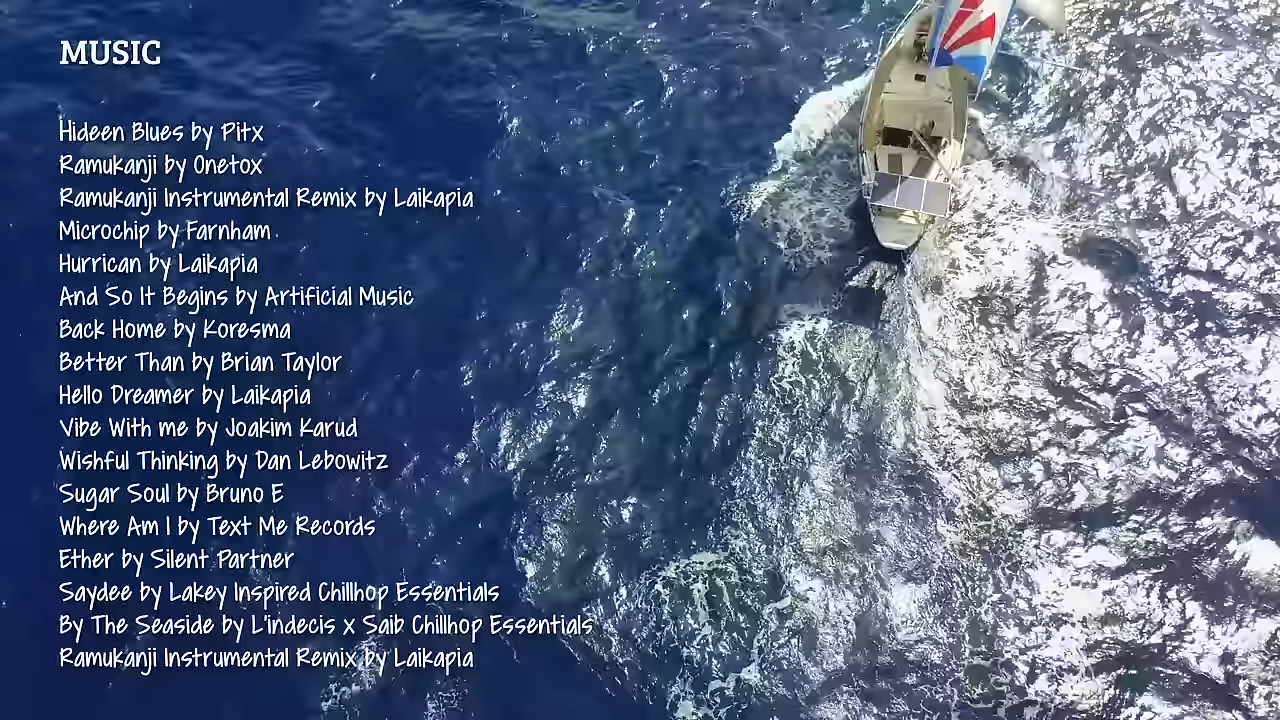 MUSIC
Hideen Blues by Pitx
Ramukanji by Onetox
Ramukanji Instrumental Remix by Laikapia
Microchip by Farnham
Hurrican by Laikapia
And So It Begins by Artificial Music
Back Home by Koresma
Better Than by Brian Taylor
Hello Dreamer by Laikapia
Vibe With me by Joakim Karud
Wishful Thinking by Dan Lebowitz
Sugar Soul by Bruno E
Where Am I by Text Me Records
Ether by Silent Partner
Saydee by Lakey Inspired Chillhop Essentials
By The Seaside by L'indecis x Saib Chillhop Essentials
Ramukanji Instrumental Remix by Laikapia